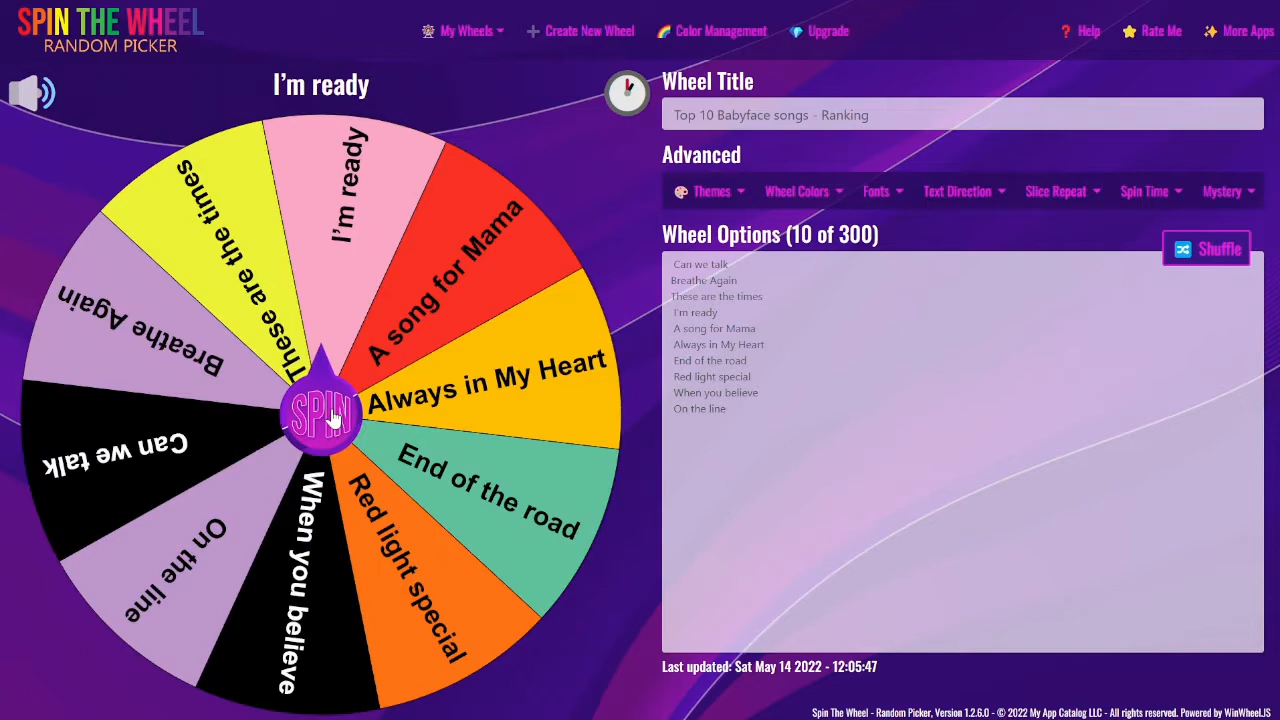 SPIN THE WHEEL
RANDOM PICKER
My Wheels
Create New Wheel
Color Management
Upgrade
Help
Rate Me
More Apps
I'm ready
I'm ready
A song for Mama
Always in My Heart
End of the road
Red light special
When you believe
On the line
Can we talk
Breathe Again
These are the times
SPIN
Wheel Title
Top 10 Babyface songs - Ranking
Advanced
Themes
Wheel Colors
Fonts
Text Direction
Slice Repeat
Spin Time
Mystery
Wheel Options (10 of 300)
Shuffle
Can we talk
Breathe Again
These are the times
I'm ready
A song for Mama
Always in My Heart
End of the road
Red light special
When you believe
On the line
Last updated: Sat May 14 2022 - 12:05:47
Spin The Wheel - Random Picker, Version 1.2.6.0 - © 2022 My App Catalog LLC - All rights reserved. Powered by WinWheel.JS